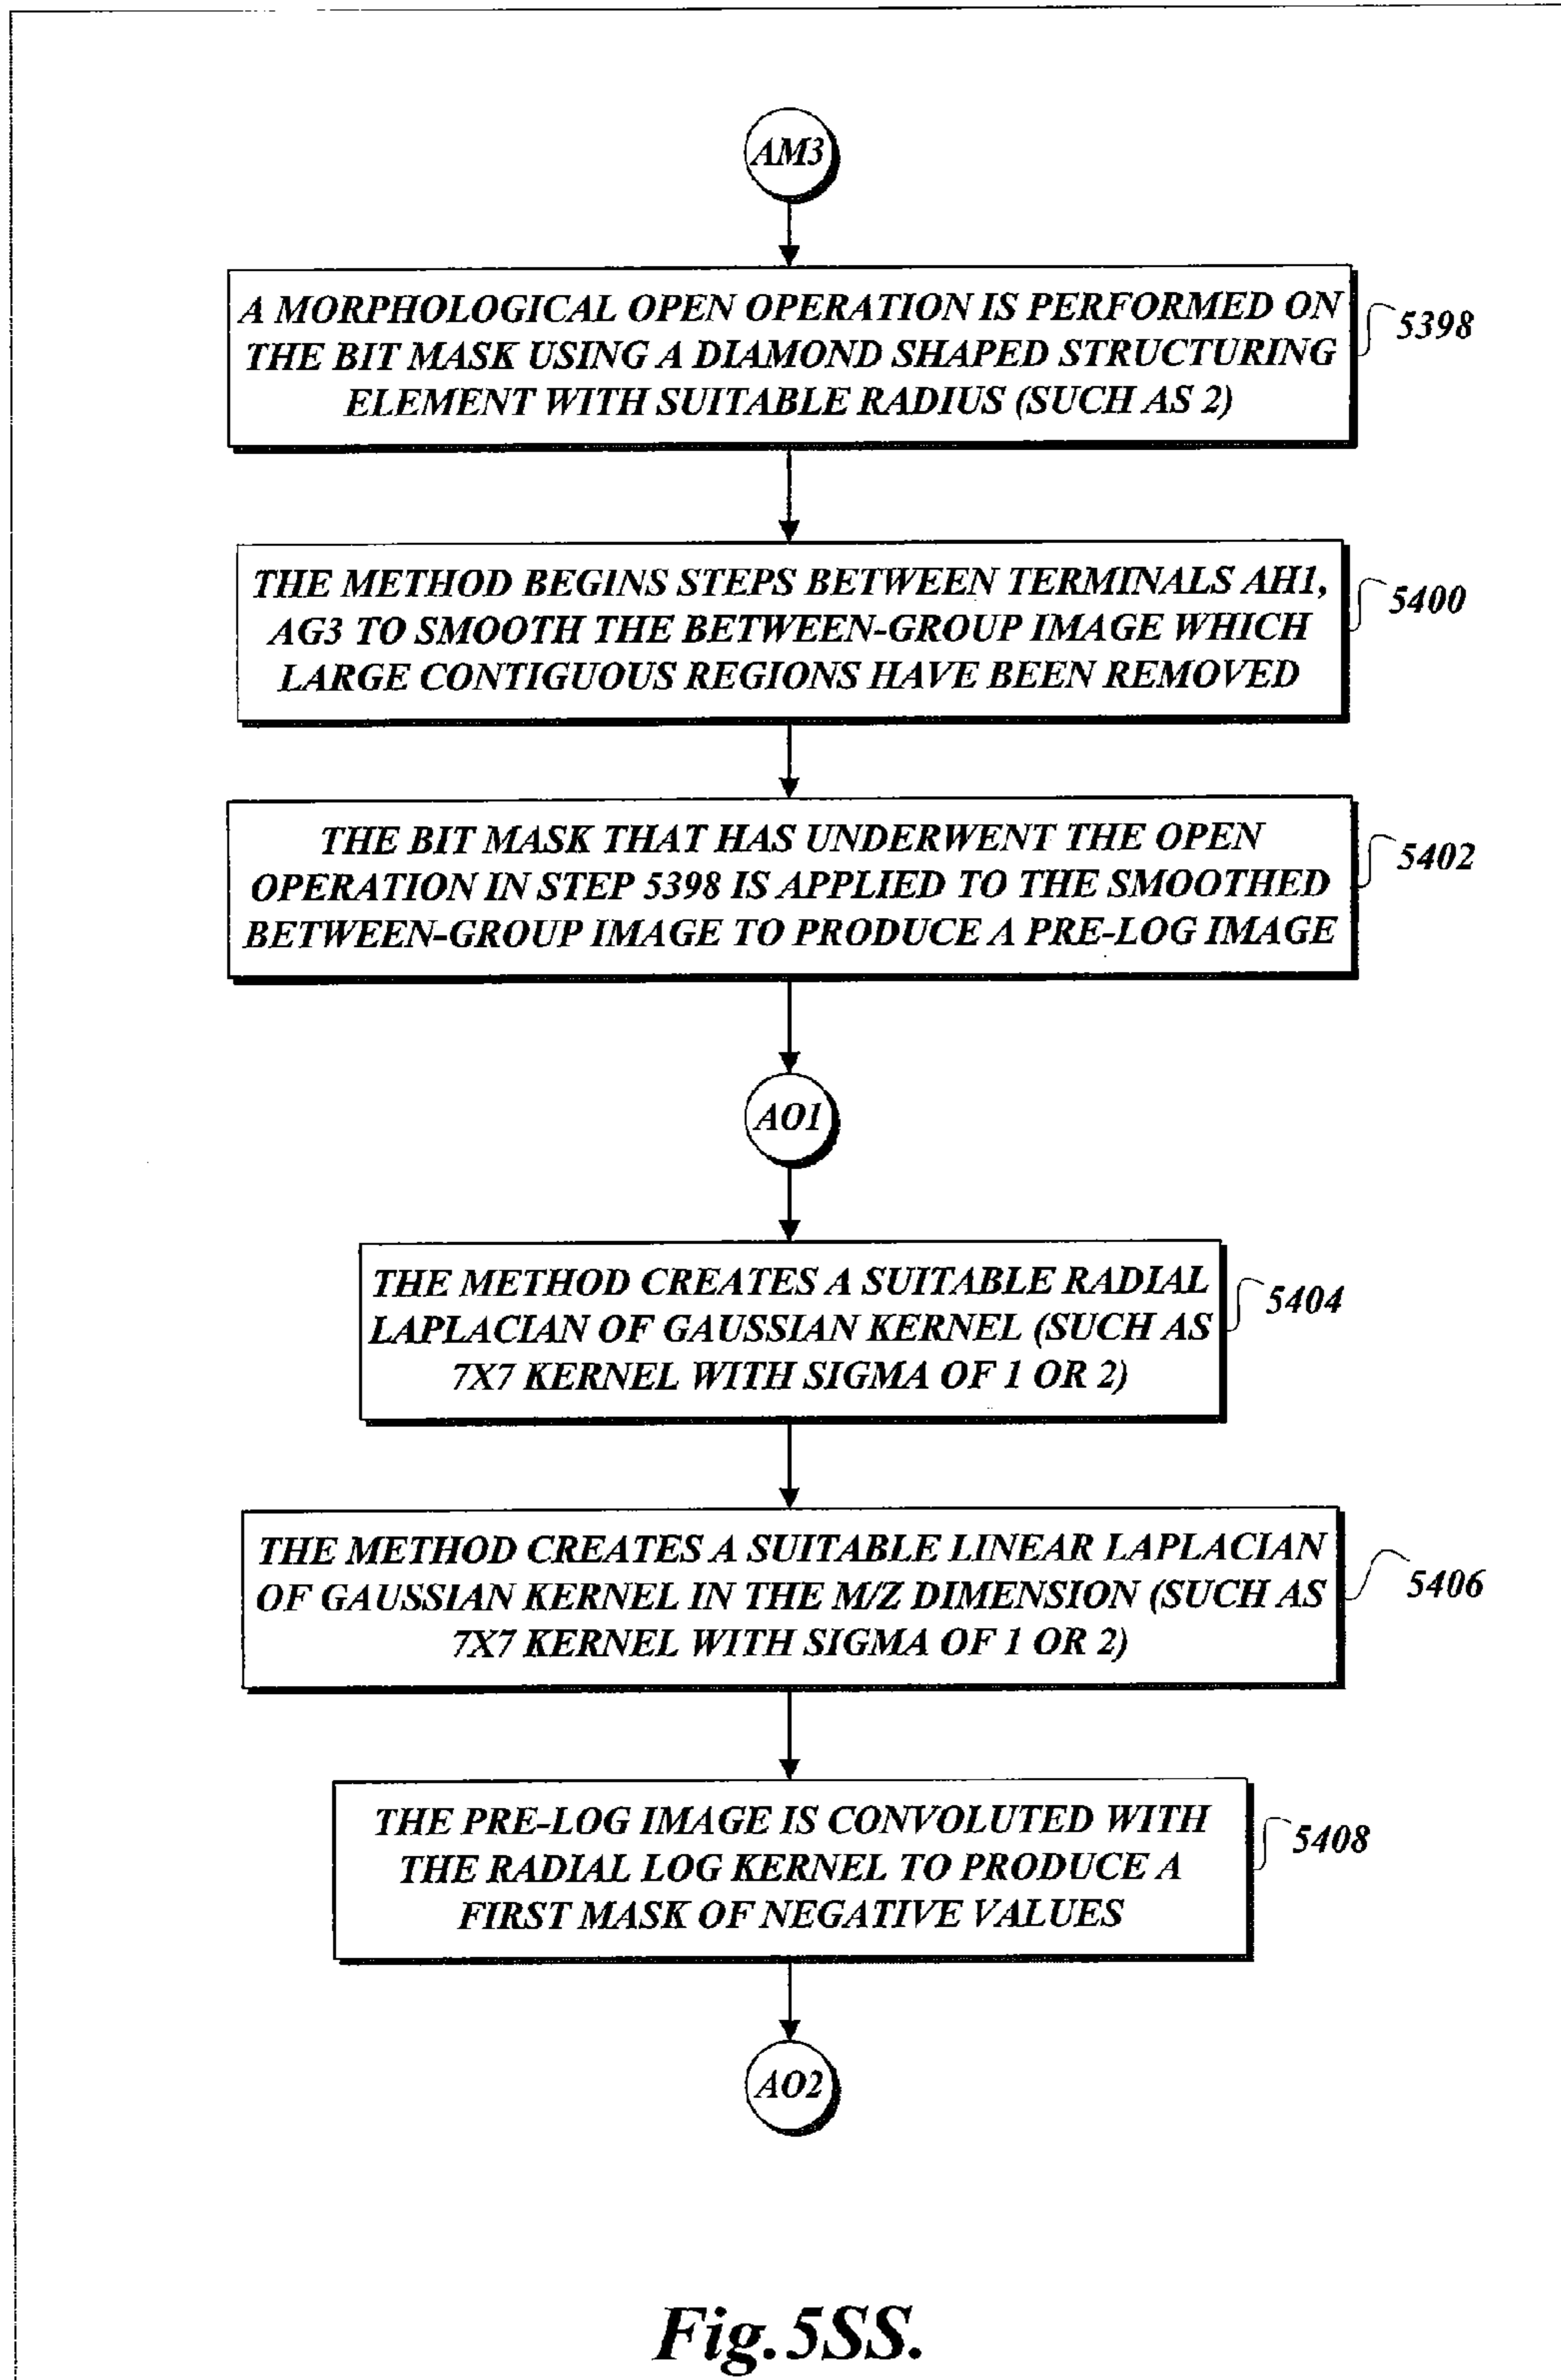 AM3
A MORPHOLOGICAL OPEN OPERATION IS PERFORMED ON
THE BIT MASK USING A DIAMOND SHAPED STRUCTURING
ELEMENT WITH SUITABLE RADIUS (SUCH AS 2)
5398
THE METHOD BEGINS STEPS BETWEEN TERMINALS AH1,
AG3 TO SMOOTH THE BETWEEN-GROUP IMAGE WHICH
LARGE CONTIGUOUS REGIONS HAVE BEEN REMOVED
5400
THE BIT MASK THAT HAS UNDERWENT THE OPEN
OPERATION IN STEP 5398 IS APPLIED TO THE SMOOTHED
BETWEEN-GROUP IMAGE TO PRODUCE A PRE-LOG IMAGE
5402
AO1
THE METHOD CREATES A SUITABLE RADIAL
LAPLACIAN OF GAUSSIAN KERNEL (SUCH AS
7X7 KERNEL WITH SIGMA OF 1 OR 2)
5404
THE METHOD CREATES A SUITABLE LINEAR LAPLACIAN
OF GAUSSIAN KERNEL IN THE M/Z DIMENSION (SUCH AS
7X7 KERNEL WITH SIGMA OF 1 OR 2)
5406
THE PRE-LOG IMAGE IS CONVOLUTED WITH
THE RADIAL LOG KERNEL TO PRODUCE A
FIRST MASK OF NEGATIVE VALUES
5408
AO2
Fig.5SS.